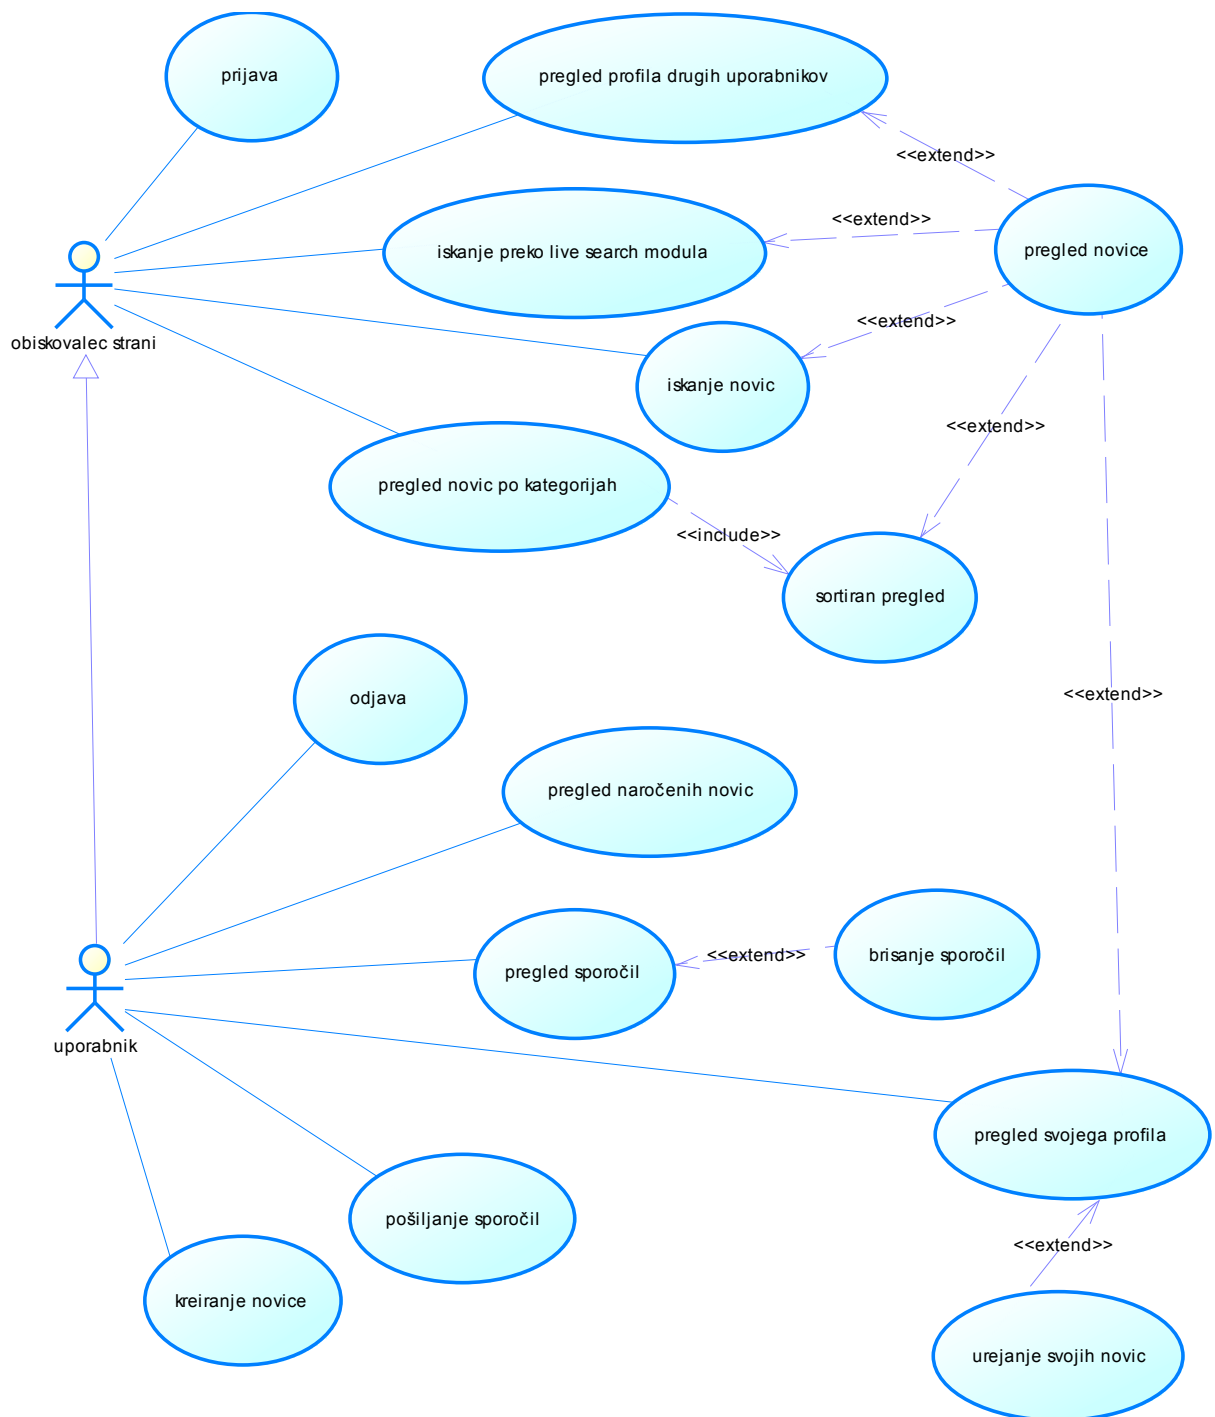 prijava
pregled profila drugih uporabnikov
<<extend>>
<<extend>>
pregled novice
iskanje preko live search modula
<<extend>>
obiskovalec strani
iskanje novic
<<extend>>
pregled novic po kategorijah
<<include>>
sortiran pregled
<<extend>>
odjava
pregled naročenih novic
pregled sporočil
<<extend>>
brisanje sporočil
uporabnik
pregled svojega profila
pošiljanje sporočil
<<extend>>
kreiranje novice
urejanje svojih novic